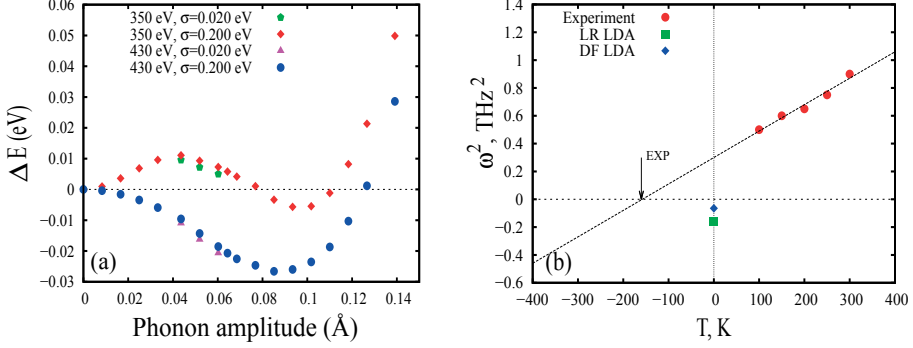 350 eV, σ=0.020 eV
350 eV, σ=0.200 eV
430 eV, σ=0.020 eV
430 eV, σ=0.200 eV
0.06
0.05
0.04
0.03
0.02
0.01
0
−0.01
−0.02
−0.03
Δ E (eV)
(a)
0 0.02 0.04 0.06 0.08 0.1 0.12 0.14
Phonon amplitude (Å)
Experiment
LR LDA
DF LDA
1.4
1.2
1
0.8
0.6
0.4
0.2
0
−0.2
−0.4
−0.6
ω², THz²
EXP
(b)
−400 −300 −200 −100 0 100 200 300 400
T, K